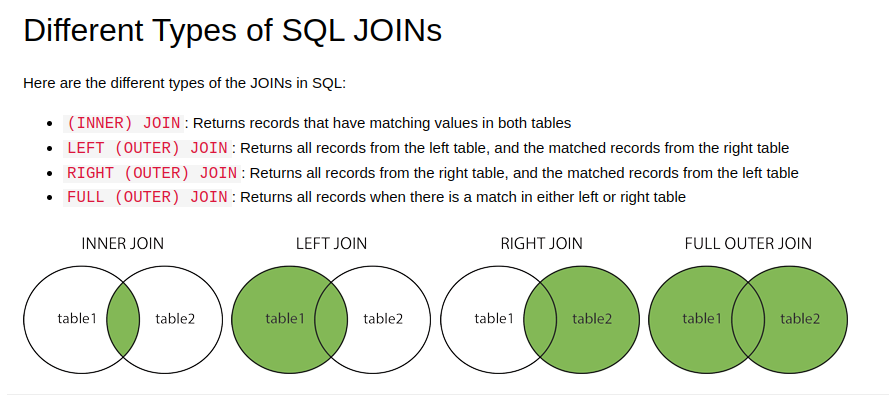 Different Types of SQL JOINs
Here are the different types of the JOINs in SQL:
(INNER) JOIN: Returns records that have matching values in both tables
LEFT (OUTER) JOIN: Returns all records from the left table, and the matched records from the right table
RIGHT (OUTER) JOIN: Returns all records from the right table, and the matched records from the left table
FULL (OUTER) JOIN: Returns all records when there is a match in either left or right table
INNER JOIN LEFT JOIN RIGHT JOIN FULL OUTER JOIN
table1 table2 table1 table2 table1 table2 table1 table2